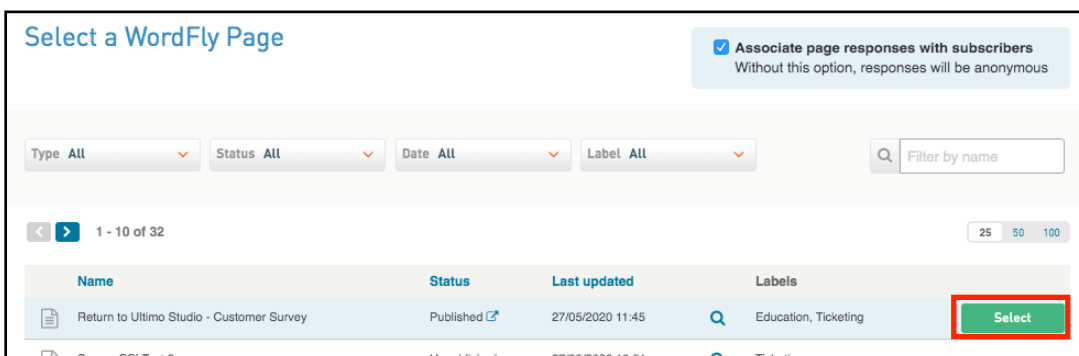 Select a WordFly Page
Associate page responses with subscribers
Without this option, responses will be anonymous
Type All Status All Date All Label All Filter by name
1 - 10 of 32 25 50 100
Name Status Last updated Labels
Return to Ultimo Studio - Customer Survey Published 27/05/2020 11:45 Education, Ticketing Select